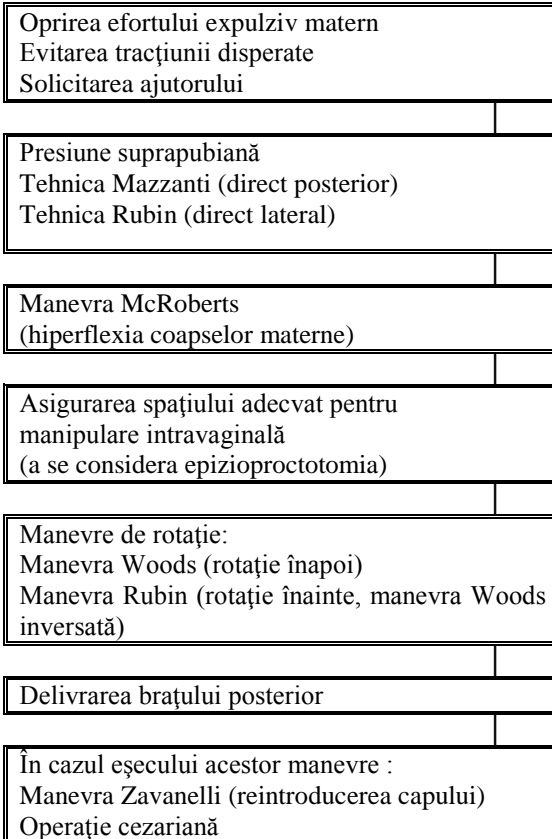 Oprirea efortului expulziv matern
Evitarea tracţiunii disperate
Solicitarea ajutorului
Presiune suprapubiană
Tehnica Mazzanti (direct posterior)
Tehnica Rubin (direct lateral)
Manevra McRoberts
(hiperflexia coapselor materne)
Asigurarea spaţiului adecvat pentru
manipulare intravaginală
(a se considera epizioproctotomia)
Manevre de rotaţie:
Manevra Woods (rotaţie înapoi)
Manevra Rubin (rotaţie înainte, manevra Woods
inversată)
Delivrarea braţului posterior
În cazul eşecului acestor manevre :
Manevra Zavanelli (reintroducerea capului)
Operaţie cezariană